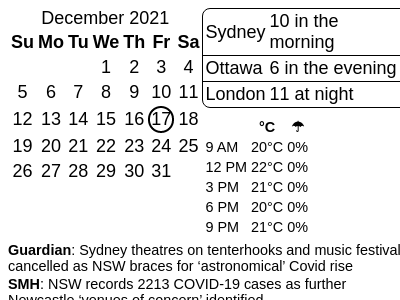 December 2021
Su Mo Tu We Th Fr Sa
1 2 3 4
5 6 7 8 9 10 11
12 13 14 15 16 17 18
19 20 21 22 23 24 25
26 27 28 29 30 31
Sydney 10 in the
morning
Ottawa 6 in the evening
London 11 at night
°C ☂
9 AM 20°C 0%
12 PM 22°C 0%
3 PM 21°C 0%
6 PM 20°C 0%
9 PM 21°C 0%
Guardian: Sydney theatres on tenterhooks and music festival
cancelled as NSW braces for ‘astronomical’ Covid rise
SMH: NSW records 2213 COVID-19 cases as further
Newcastle ‘venues of concern’ identified